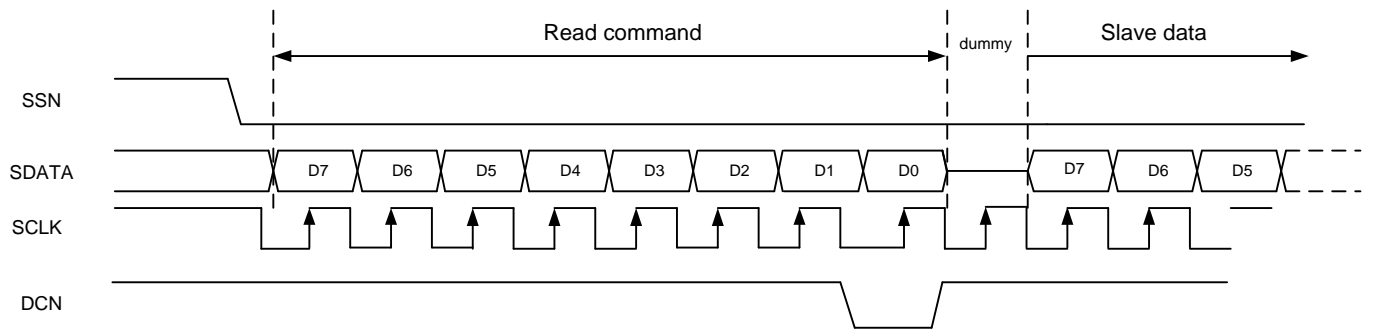 Read command
dummy
Slave data
SSN
SDATA
D7 D6 D5 D4 D3 D2 D1 D0 D7 D6 D5
SCLK
DCN